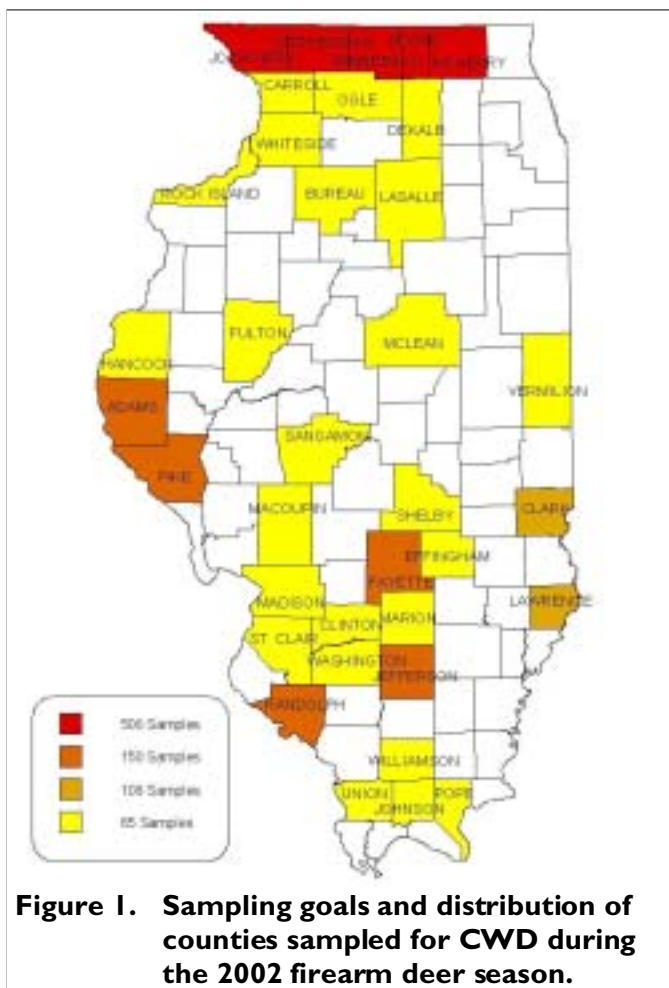 CARROLL
OGLE
DEKALB
WHITESIDE
ROCK ISLAND
BUREAU
LASALLE
FULTON
MCLEAN
HANCOCK
VERMILION
ADAMS
SANGAMON
PIKE
MACOUPIN
SHELBY
CLARK
EFFINGHAM
FAYETTE
MADISON
LAWRENCE
CLINTON
MARION
ST CLAIR
WASHINGTON
JEFFERSON
RANDOLPH
WILLIAMSON
UNION
POPE
JOHNSON
Samples
150 Samples
Samples
Samples
Figure 1. Sampling goals and distribution of
counties sampled for CWD during
the 2002 firearm deer season.